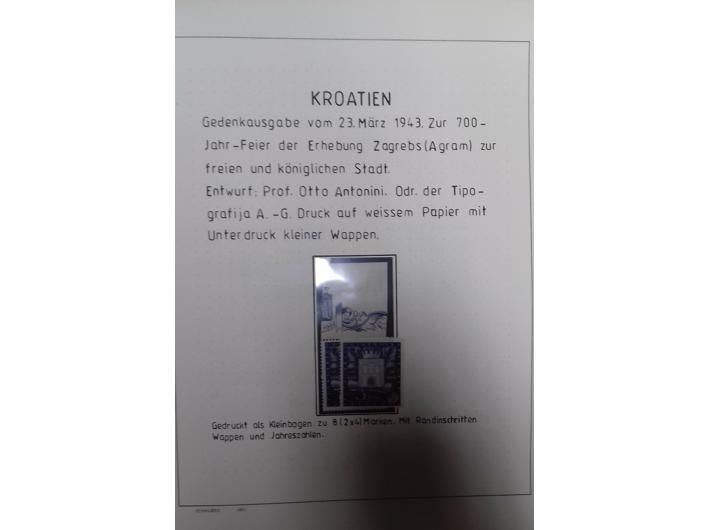 KROATIEN
Gedenkausgabe vom 23. März 1943. Zur 700-
Jahr-Feier der Erhebung Zagrebs (Agram) zur
freien und königlichen Stadt.
Entwurf: Prof. Otto Antonini. Odr. der Tipo-
grafija A.-G. Druck auf weissem Papier mit
Unterdruck kleiner Wappen.
Gedruckt als Kleinbogen zu 8 (2x4) Marken. Mit Randinschriften
Wappen und Jahreszahlen.